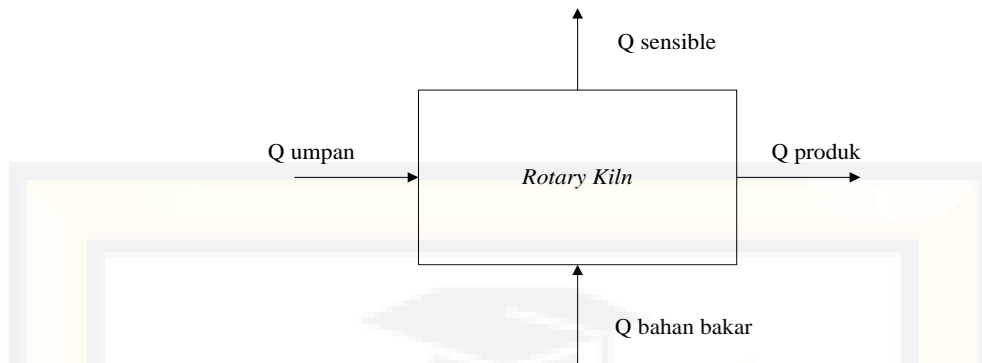 Q sensible
Q umpan
Rotary Kiln
Q produk
Q bahan bakar